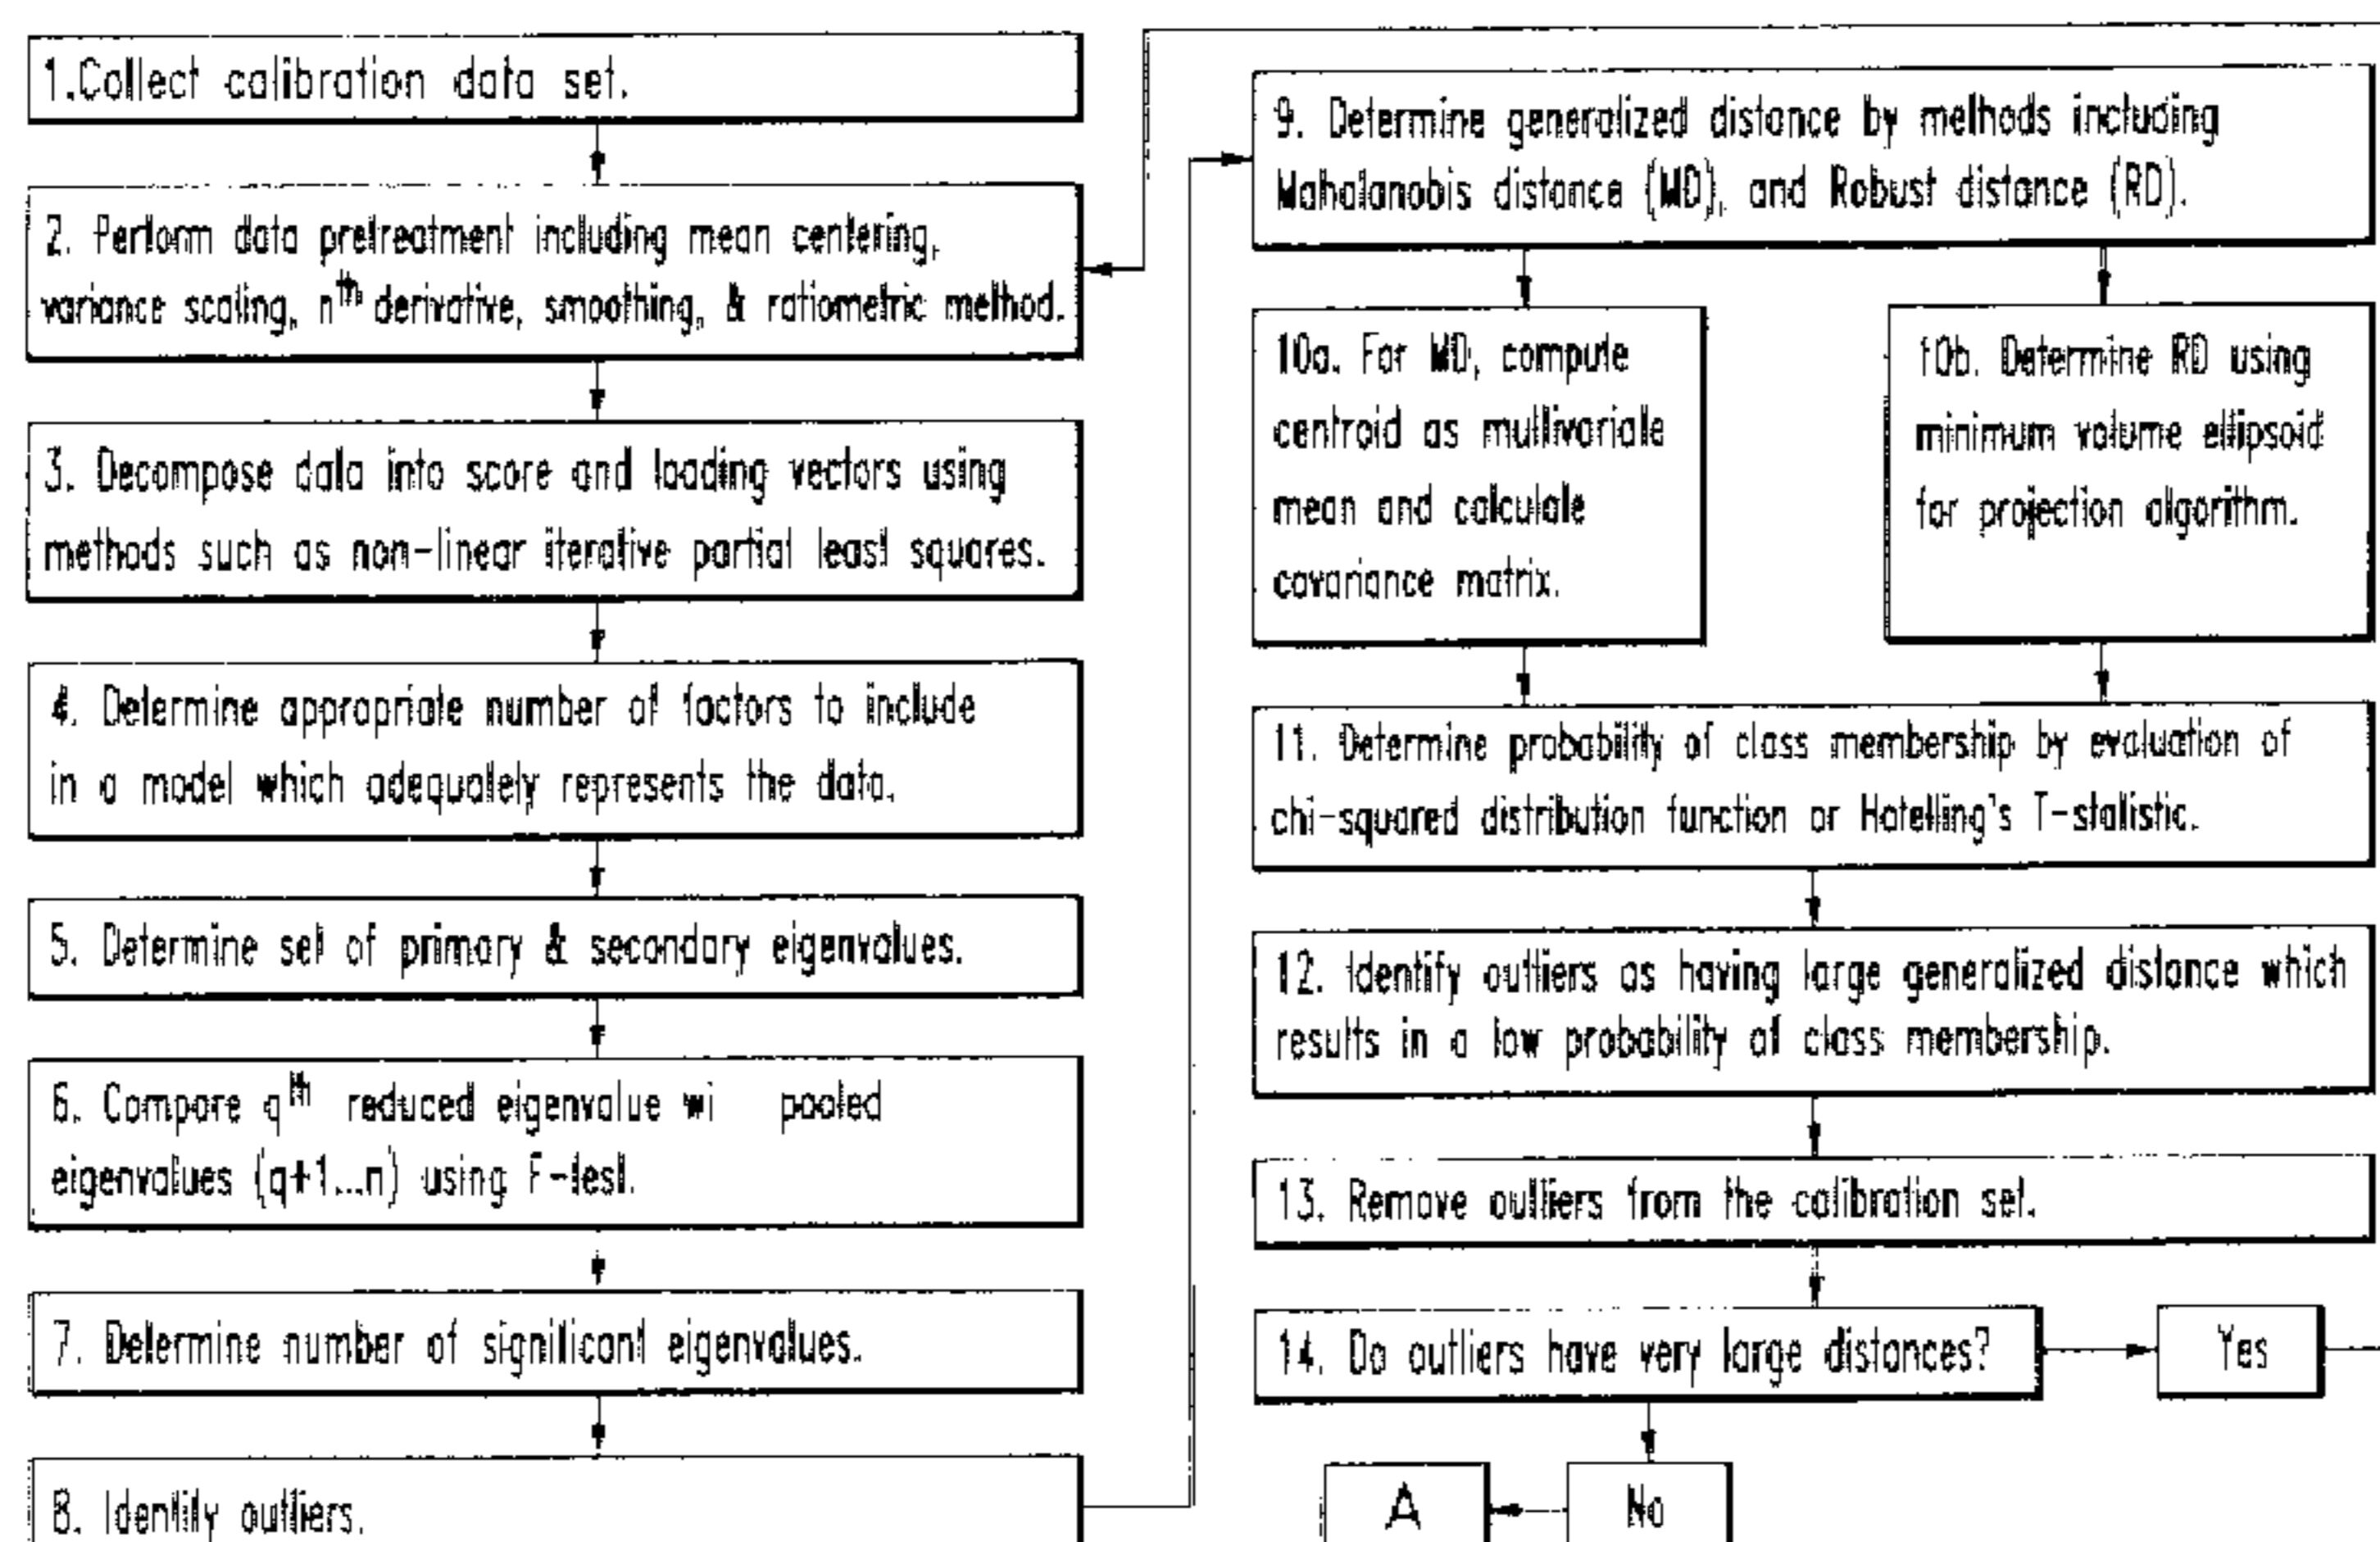 1.Collect calibration data set.
2. Perform data pretreatment including mean centering,
variance scaling, nth derivative, smoothing, & ratiometric method.
3. Decompose data into score and loading vectors using
methods such as non-linear iterative partial least squares.
4. Determine appropriate number of factors to include
in a model which adequately represents the data.
5. Determine set of primary & secondary eigenvalues.
6. Compare qth reduced eigenvalue wi pooled
eigenvalues (q+1...n) using F-test.
7. Determine number of significant eigenvalues.
8. Identify outliers.
9. Determine generalized distance by methods including
Mahalanobis distance (MD), and Robust distance (RD).
10a. For MD, compute
centroid as multivariate
mean and calculate
covariance matrix.
10b. Determine RD using
minimum volume ellipsoid
for projection algorithm.
11. Determine probability of class membership by evaluation of
chi-squared distribution function or Hotelling's T-statistic.
12. Identify outliers as having large generalized distance which
results in a low probability of class membership.
13. Remove outliers from the calibration set.
14. Do outliers have very large distances?
Yes
No
A